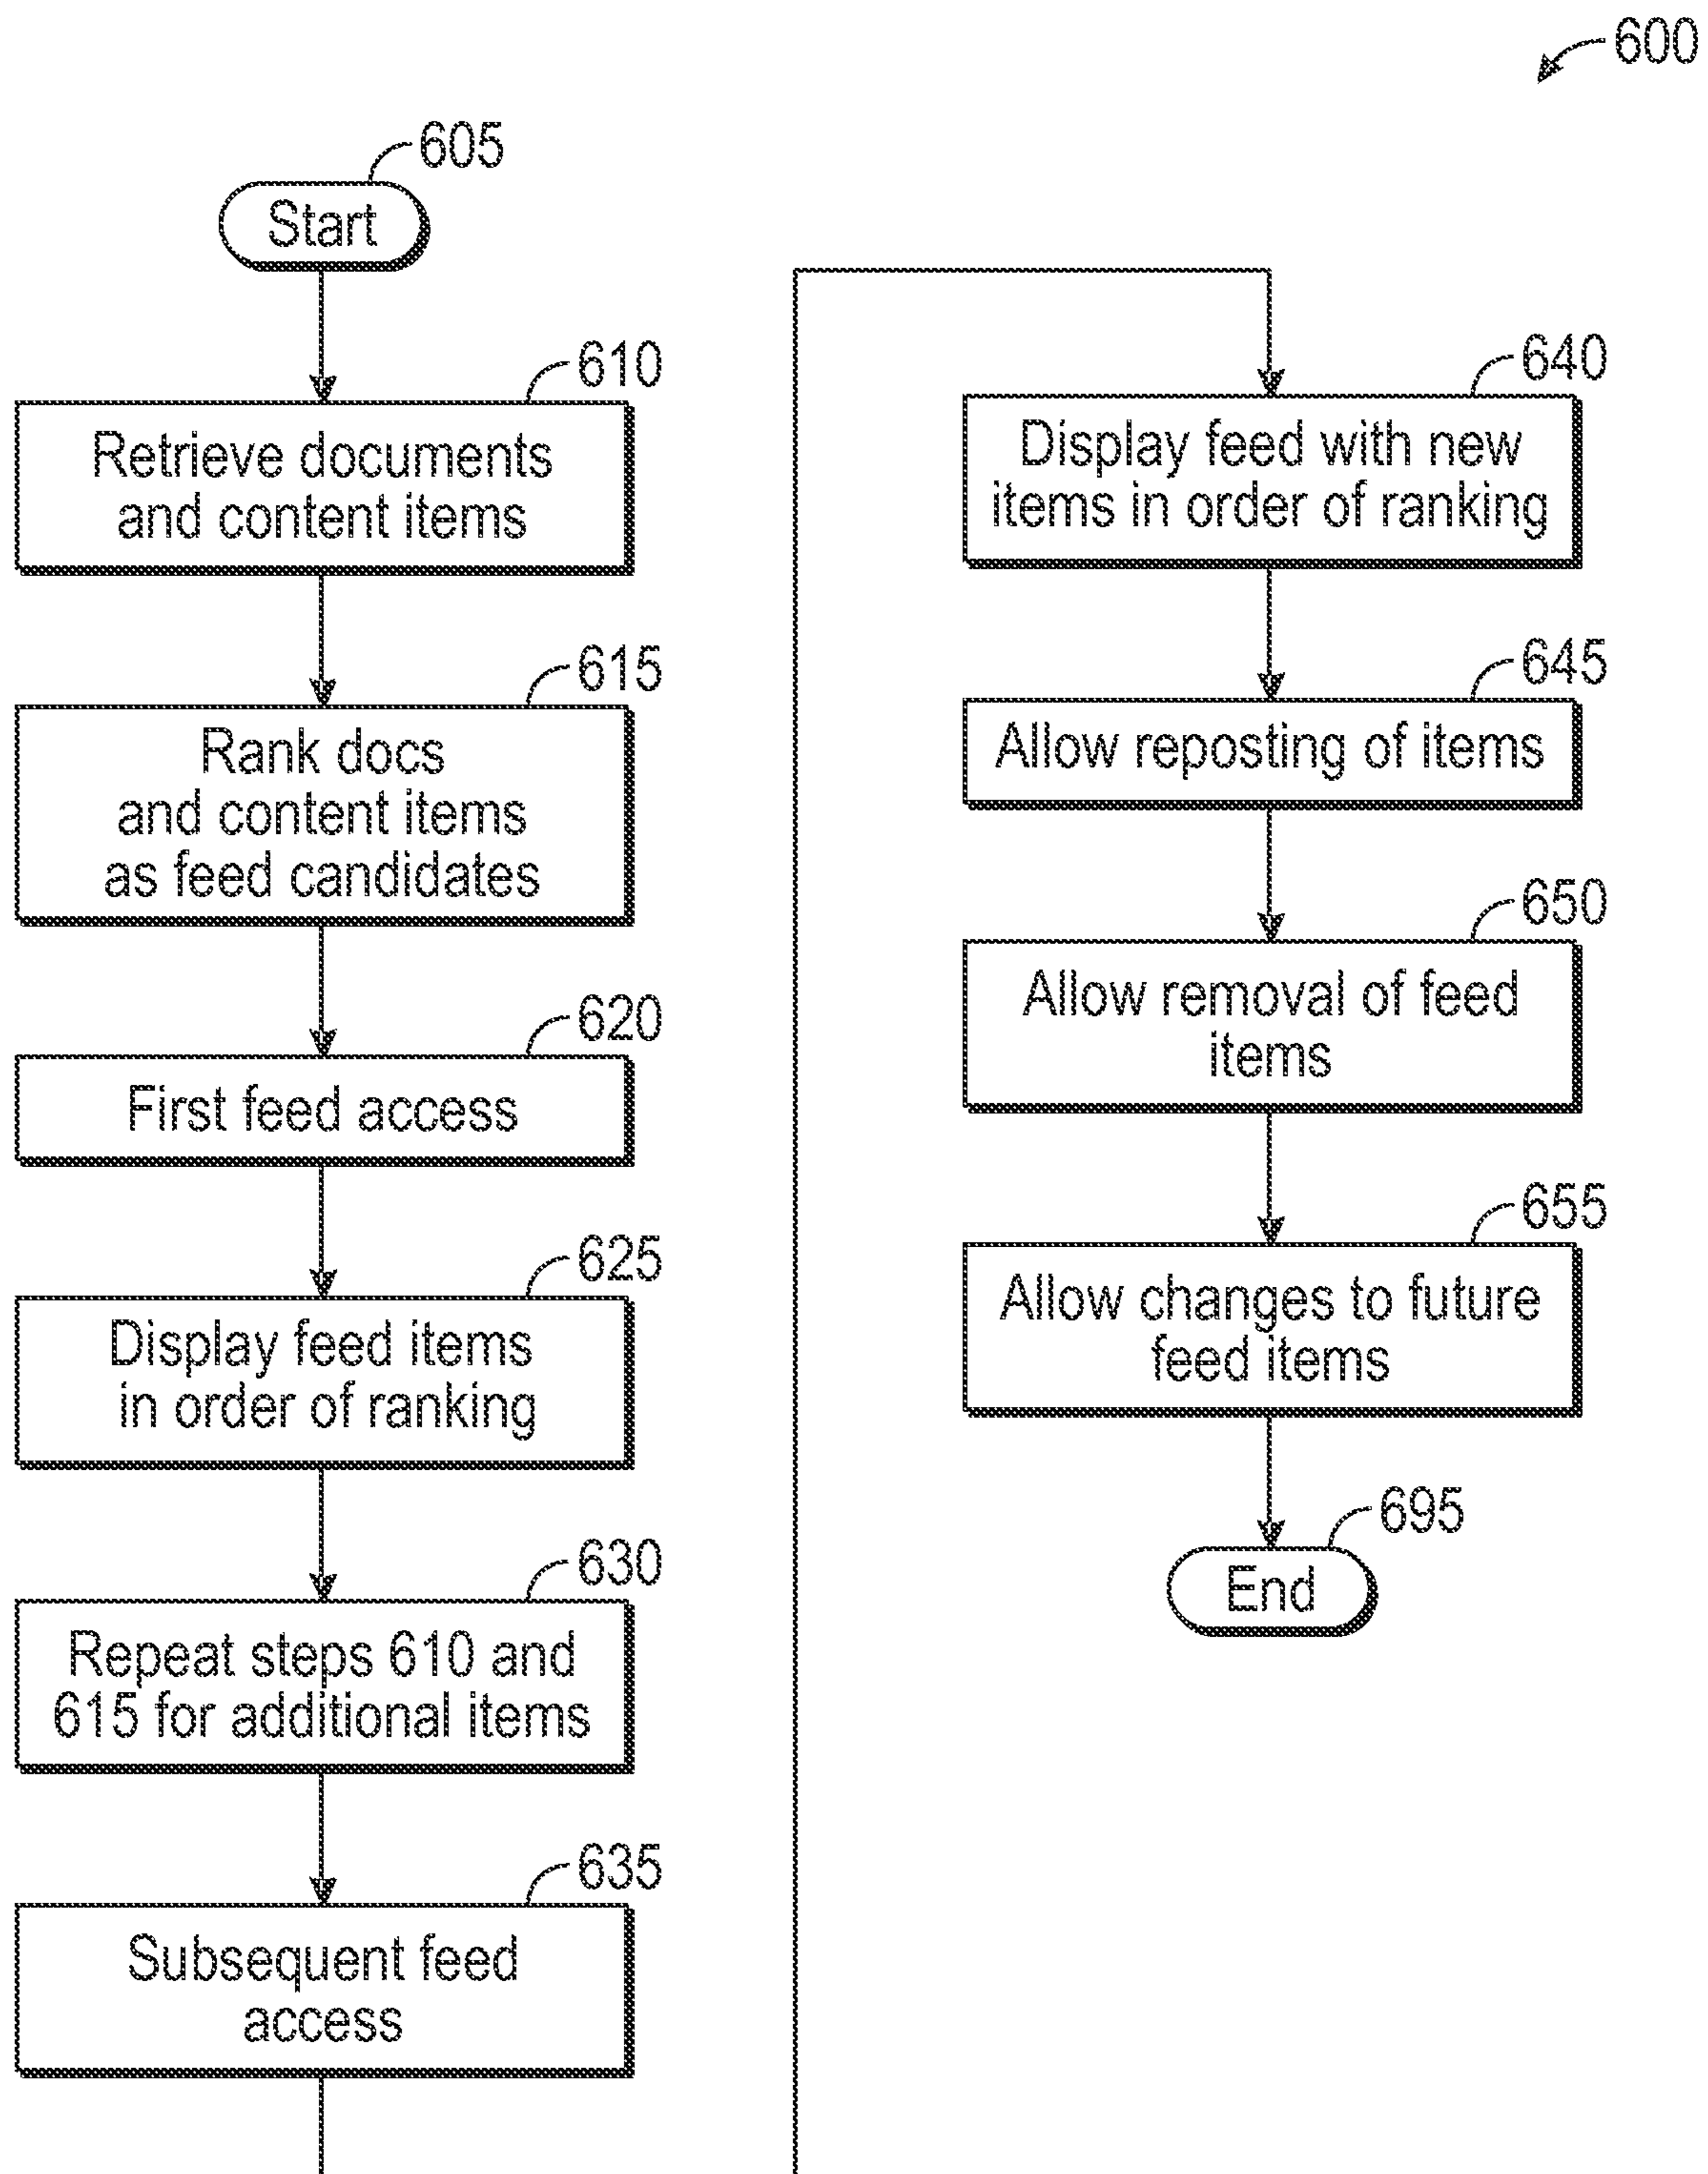 600
605
Start
610
Retrieve documents
and content items
615
Rank docs
and content items
as feed candidates
620
First feed access
625
Display feed items
in order of ranking
630
Repeat steps 610 and
615 for additional items
635
Subsequent feed
access
640
Display feed with new
items in order of ranking
645
Allow reposting of items
650
Allow removal of feed
items
655
Allow changes to future
feed items
695
End